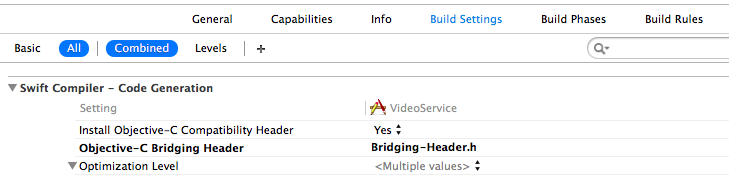 General Capabilities Info Build Settings Build Phases Build Rules
Basic All Combined Levels +
Swift Compiler – Code Generation
Setting VideoService
Install Objective-C Compatibility Header Yes
Objective-C Bridging Header Bridging-Header.h
Optimization Level <Multiple values>